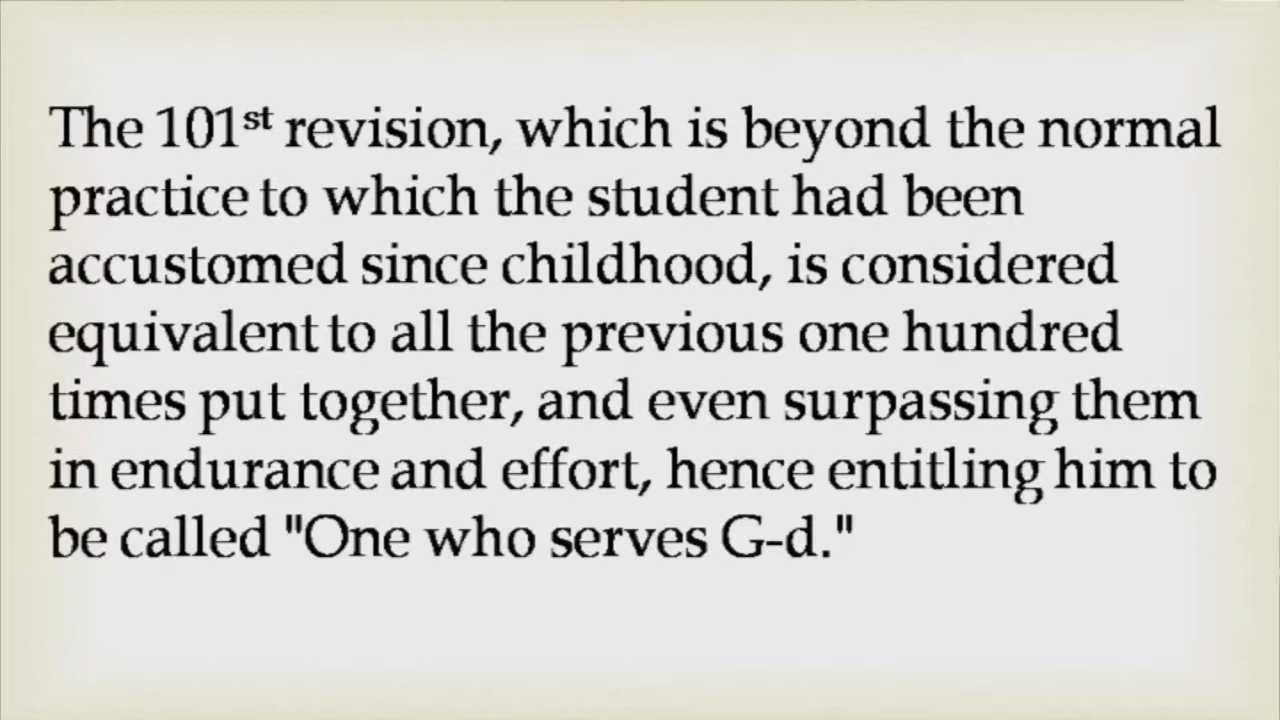 The 101st revision, which is beyond the normal
practice to which the student had been
accustomed since childhood, is considered
equivalent to all the previous one hundred
times put together, and even surpassing them
in endurance and effort, hence entitling him to
be called "One who serves G-d."